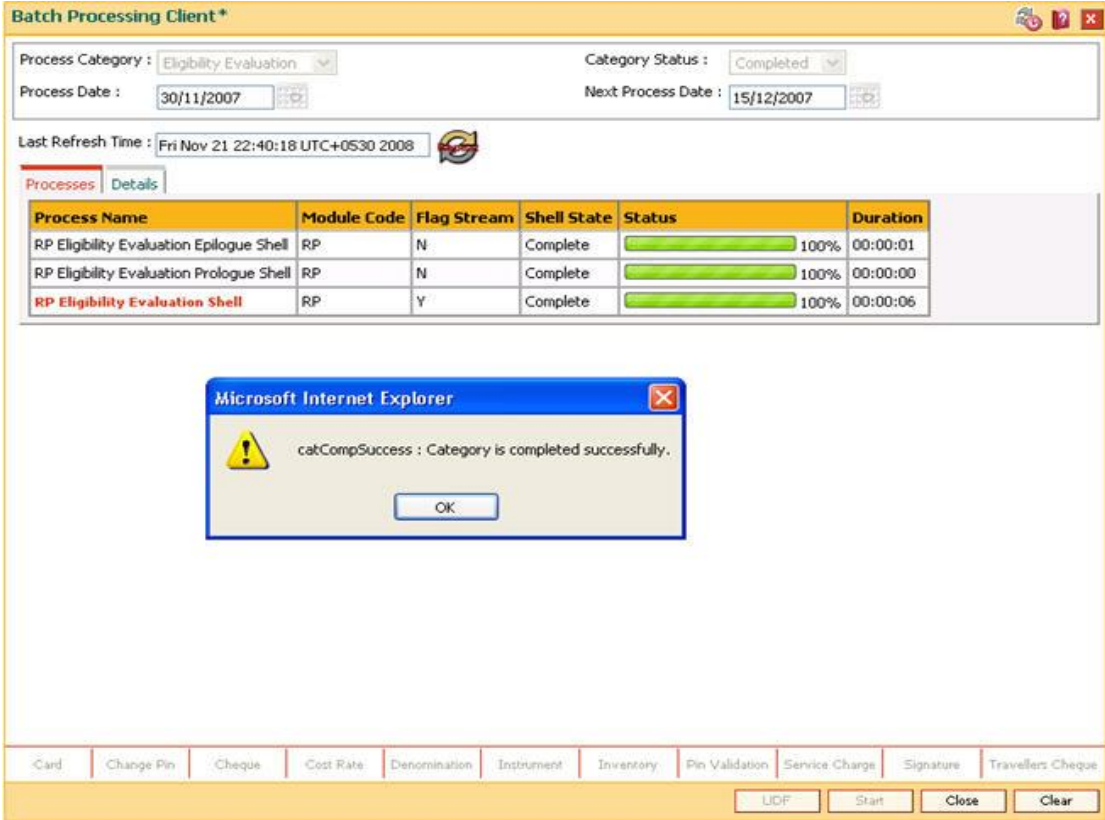 Batch Processing Client*
Process Category : Eligibility Evaluation Category Status : Completed
Process Date : 30/11/2007 Next Process Date : 15/12/2007
Last Refresh Time : Fri Nov 21 22:40:18 UTC+0530 2008
Processes Details
Process Name Module Code Flag Stream Shell State Status Duration
RP Eligibility Evaluation Epilogue Shell RP N Complete 100% 00:00:01
RP Eligibility Evaluation Prologue Shell RP N Complete 100% 00:00:00
RP Eligibility Evaluation Shell RP Y Complete 100% 00:00:06
Microsoft Internet Explorer
catCompSuccess : Category is completed successfully.
OK
Card Change Pin Cheque Cost Rate Denomination Instrument Inventory Pin Validation Service Charge Signature Travellers Cheque
UDF Start Close Clear